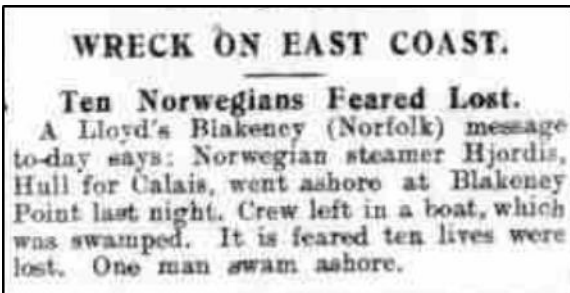 WRECK ON EAST COAST.
Ten Norwegians Feared Lost.
A Lloyd's Blakeney (Norfolk) message
to-day says: Norwegian steamer Hjordis,
Hull for Calais, went ashore at Blakeney
Point last night. Crew left in a boat, which
was swamped. It is feared ten lives were
lost. One man swam ashore.